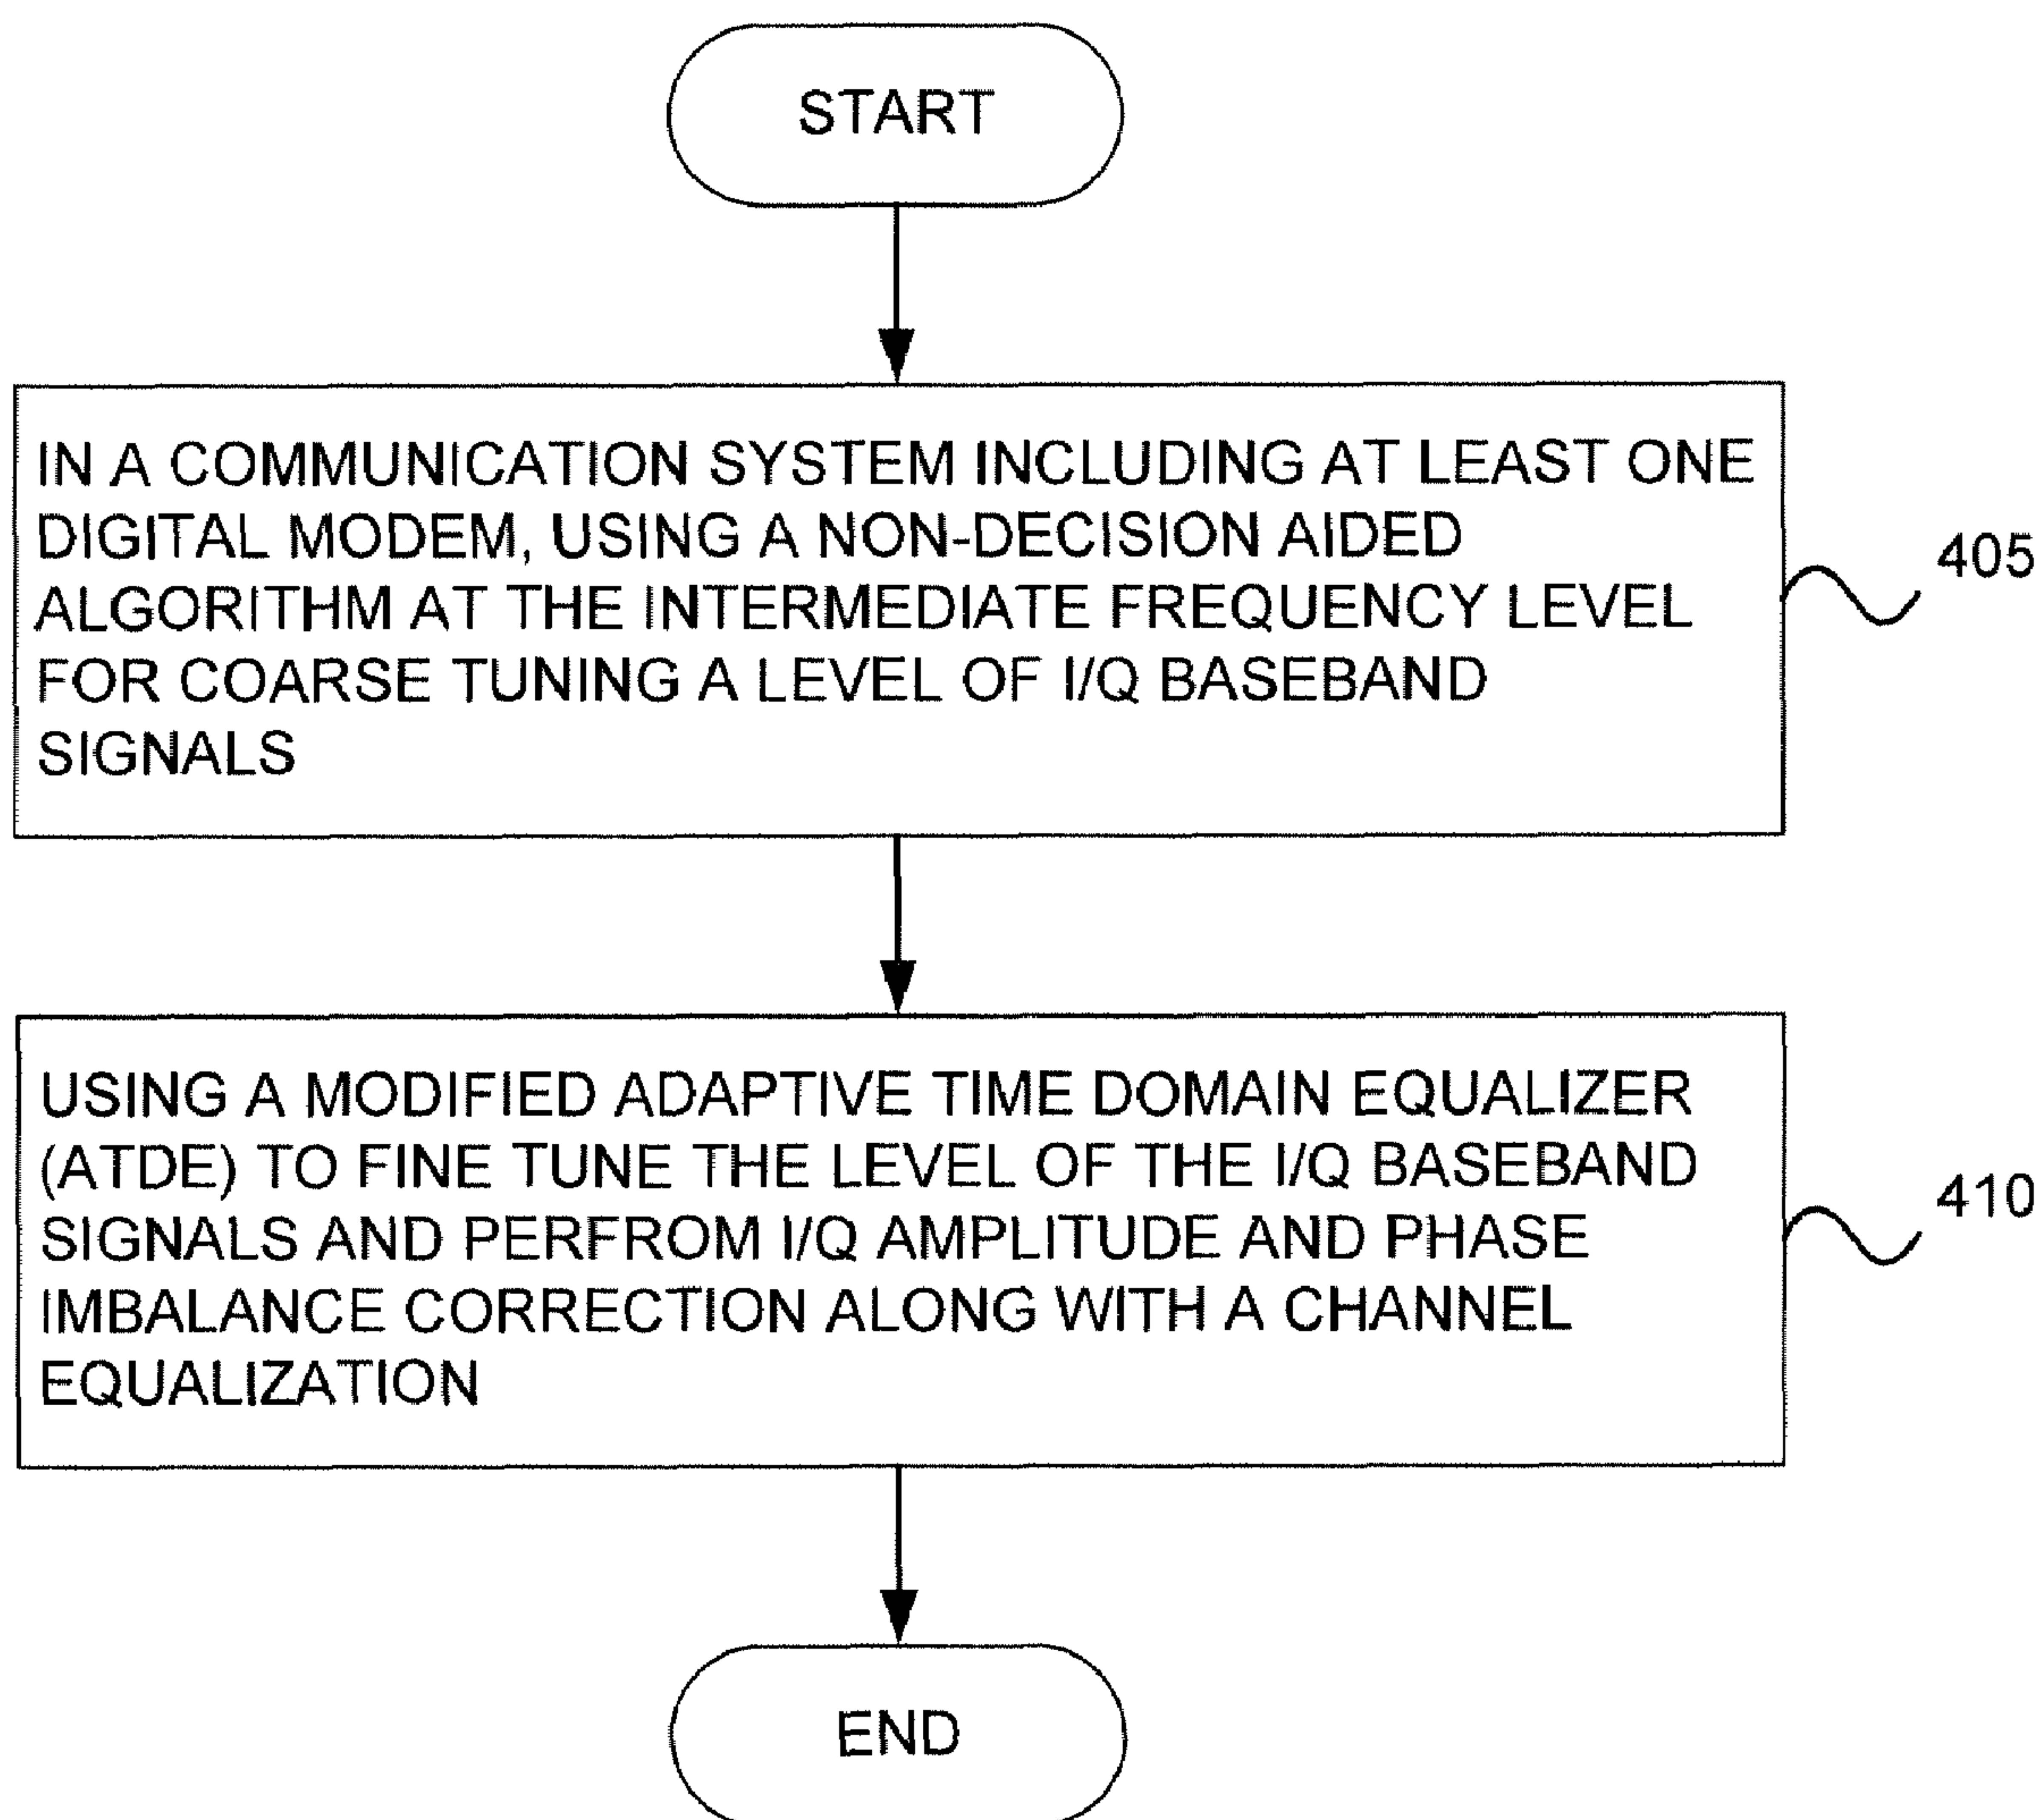 START
IN A COMMUNICATION SYSTEM INCLUDING AT LEAST ONE
DIGITAL MODEM, USING A NON-DECISION AIDED
ALGORITHM AT THE INTERMEDIATE FREQUENCY LEVEL
FOR COARSE TUNING A LEVEL OF I/Q BASEBAND
SIGNALS
405
USING A MODIFIED ADAPTIVE TIME DOMAIN EQUALIZER
(ATDE) TO FINE TUNE THE LEVEL OF THE I/Q BASEBAND
SIGNALS AND PERFROM I/Q AMPLITUDE AND PHASE
IMBALANCE CORRECTION ALONG WITH A CHANNEL
EQUALIZATION
410
END